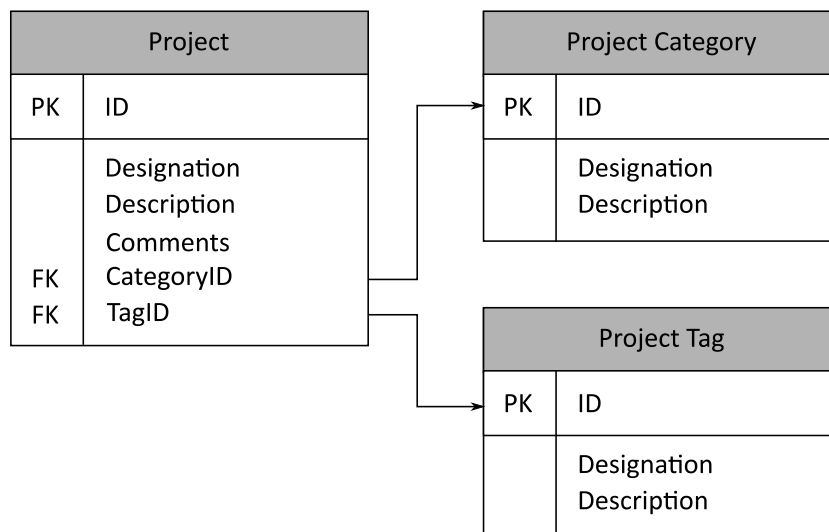 Project
PK ID
Designation
Description
Comments
FK CategoryID
FK TagID
Project Category
PK ID
Designation
Description
Project Tag
PK ID
Designation
Description